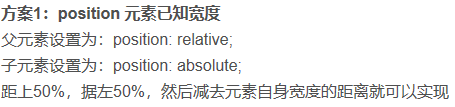 方案1：position 元素已知宽度
父元素设置为：position: relative;
子元素设置为：position: absolute;
距上50%，据左50%，然后减去元素自身宽度的距离就可以实现